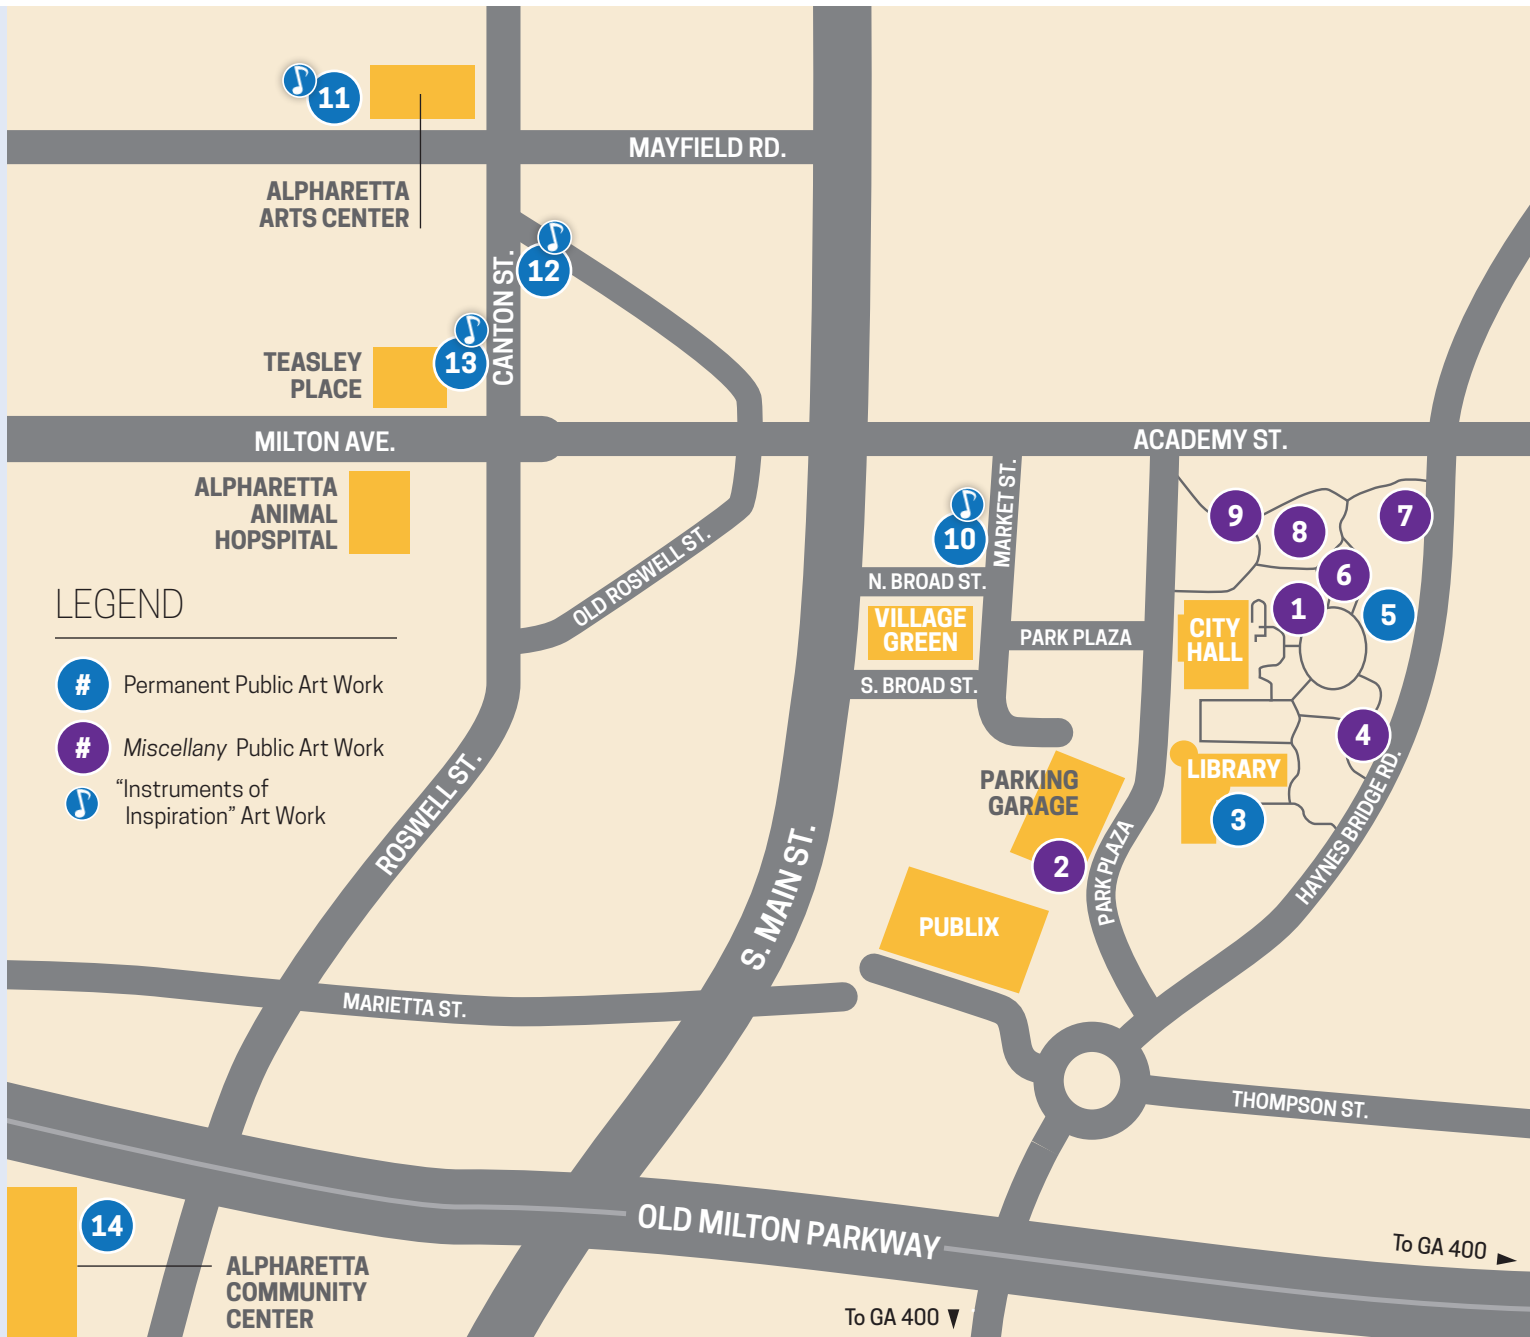 11
MAYFIELD RD.
ALPHARETTA
ARTS CENTER
12
CANTON ST.
TEASLEY
PLACE
13
MILTON AVE.
ACADEMY ST.
ALPHARETTA
ANIMAL
HOPSPITAL
OLD ROSWELL ST.
10
MARKET ST.
N. BROAD ST.
VILLAGE
GREEN
S. BROAD ST.
PARK PLAZA
9
8
7
6
1
5
CITY
HALL
4
LIBRARY
3
HAYNES BRIDGE RD.
LEGEND
# Permanent Public Art Work
# Miscellany Public Art Work
“Instruments of
Inspiration” Art Work
ROSWELL ST.
S. MAIN ST.
PARKING
GARAGE
2
PARK PLAZA
PUBLIX
MARIETTA ST.
THOMPSON ST.
OLD MILTON PARKWAY
14
ALPHARETTA
COMMUNITY
CENTER
To GA 400
To GA 400